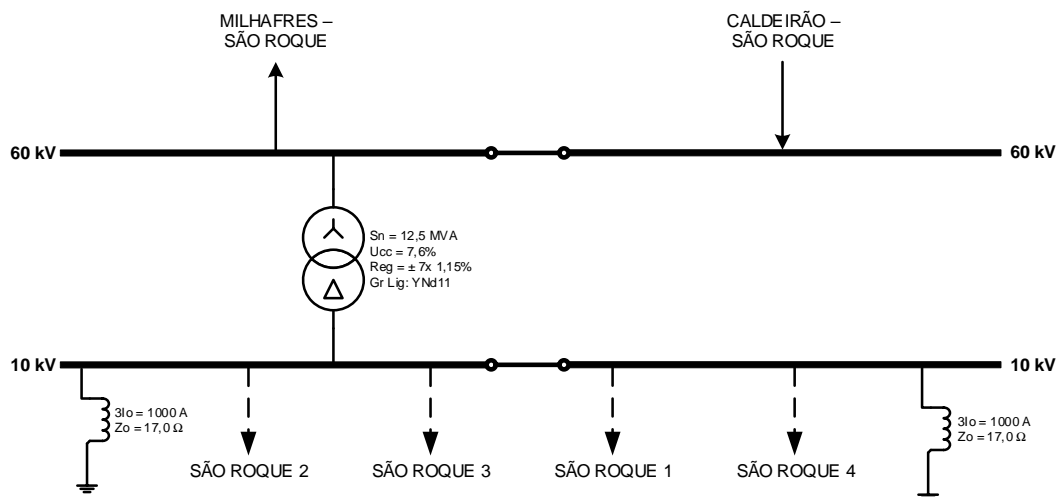 MILHAFRES –
SÃO ROQUE
CALDEIRÃO –
SÃO ROQUE
60 kV
60 kV
Sn = 12,5 MVA
Ucc = 7,6%
Reg = ± 7x 1,15%
Gr Lig: YNd11
10 kV
10 kV
3Io = 1000 A
Zo = 17,0 Ω
3Io = 1000 A
Zo = 17,0 Ω
SÃO ROQUE 2
SÃO ROQUE 3
SÃO ROQUE 1
SÃO ROQUE 4